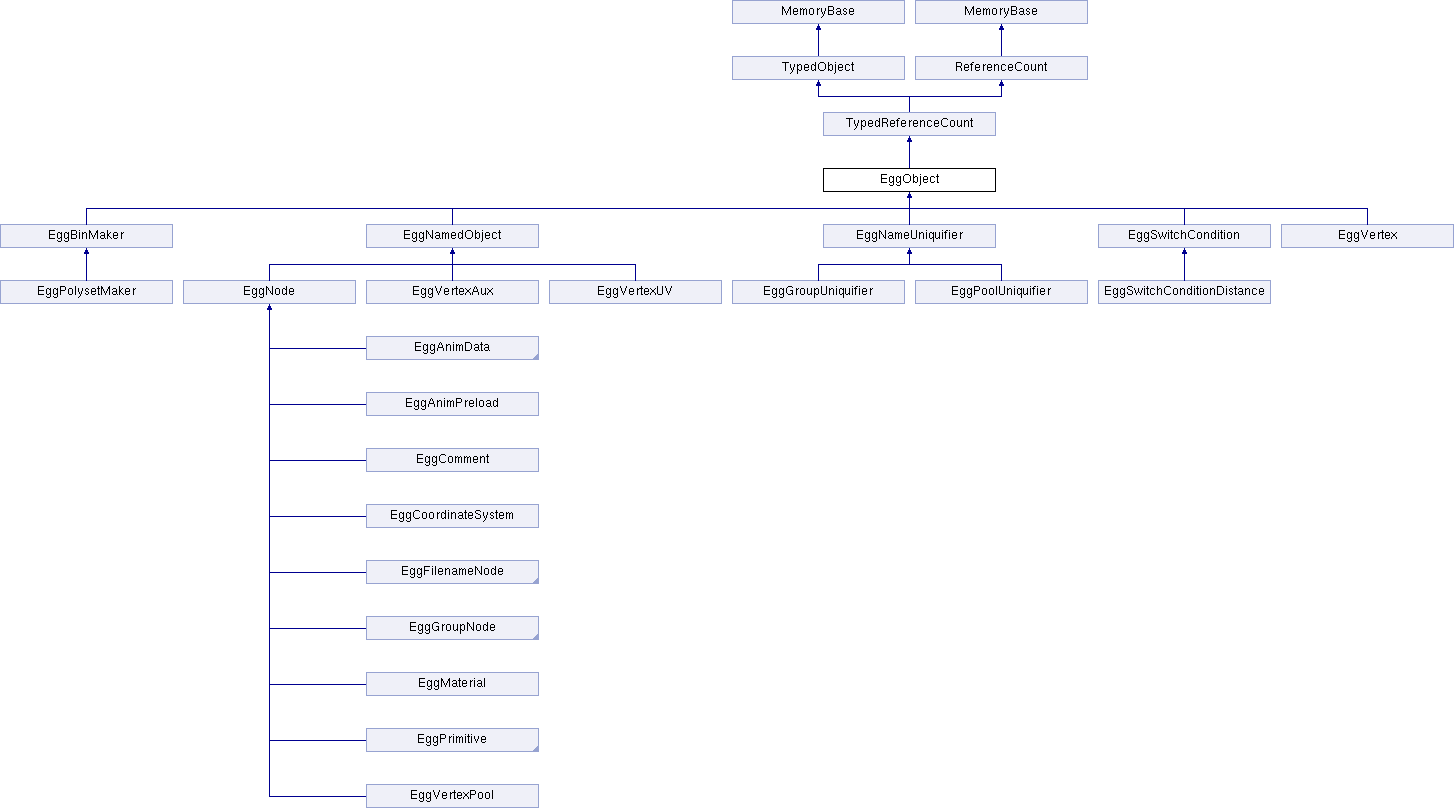 MemoryBase
MemoryBase
TypedObject
ReferenceCount
TypedReferenceCount
EggObject
EggBinMaker
EggNamedObject
EggNameUniquifier
EggSwitchCondition
EggVertex
EggPolysetMaker
EggNode
EggVertexAux
EggVertexUV
EggGroupUniquifier
EggPoolUniquifier
EggSwitchConditionDistance
EggAnimData
EggAnimPreload
EggComment
EggCoordinateSystem
EggFilenameNode
EggGroupNode
EggMaterial
EggPrimitive
EggVertexPool